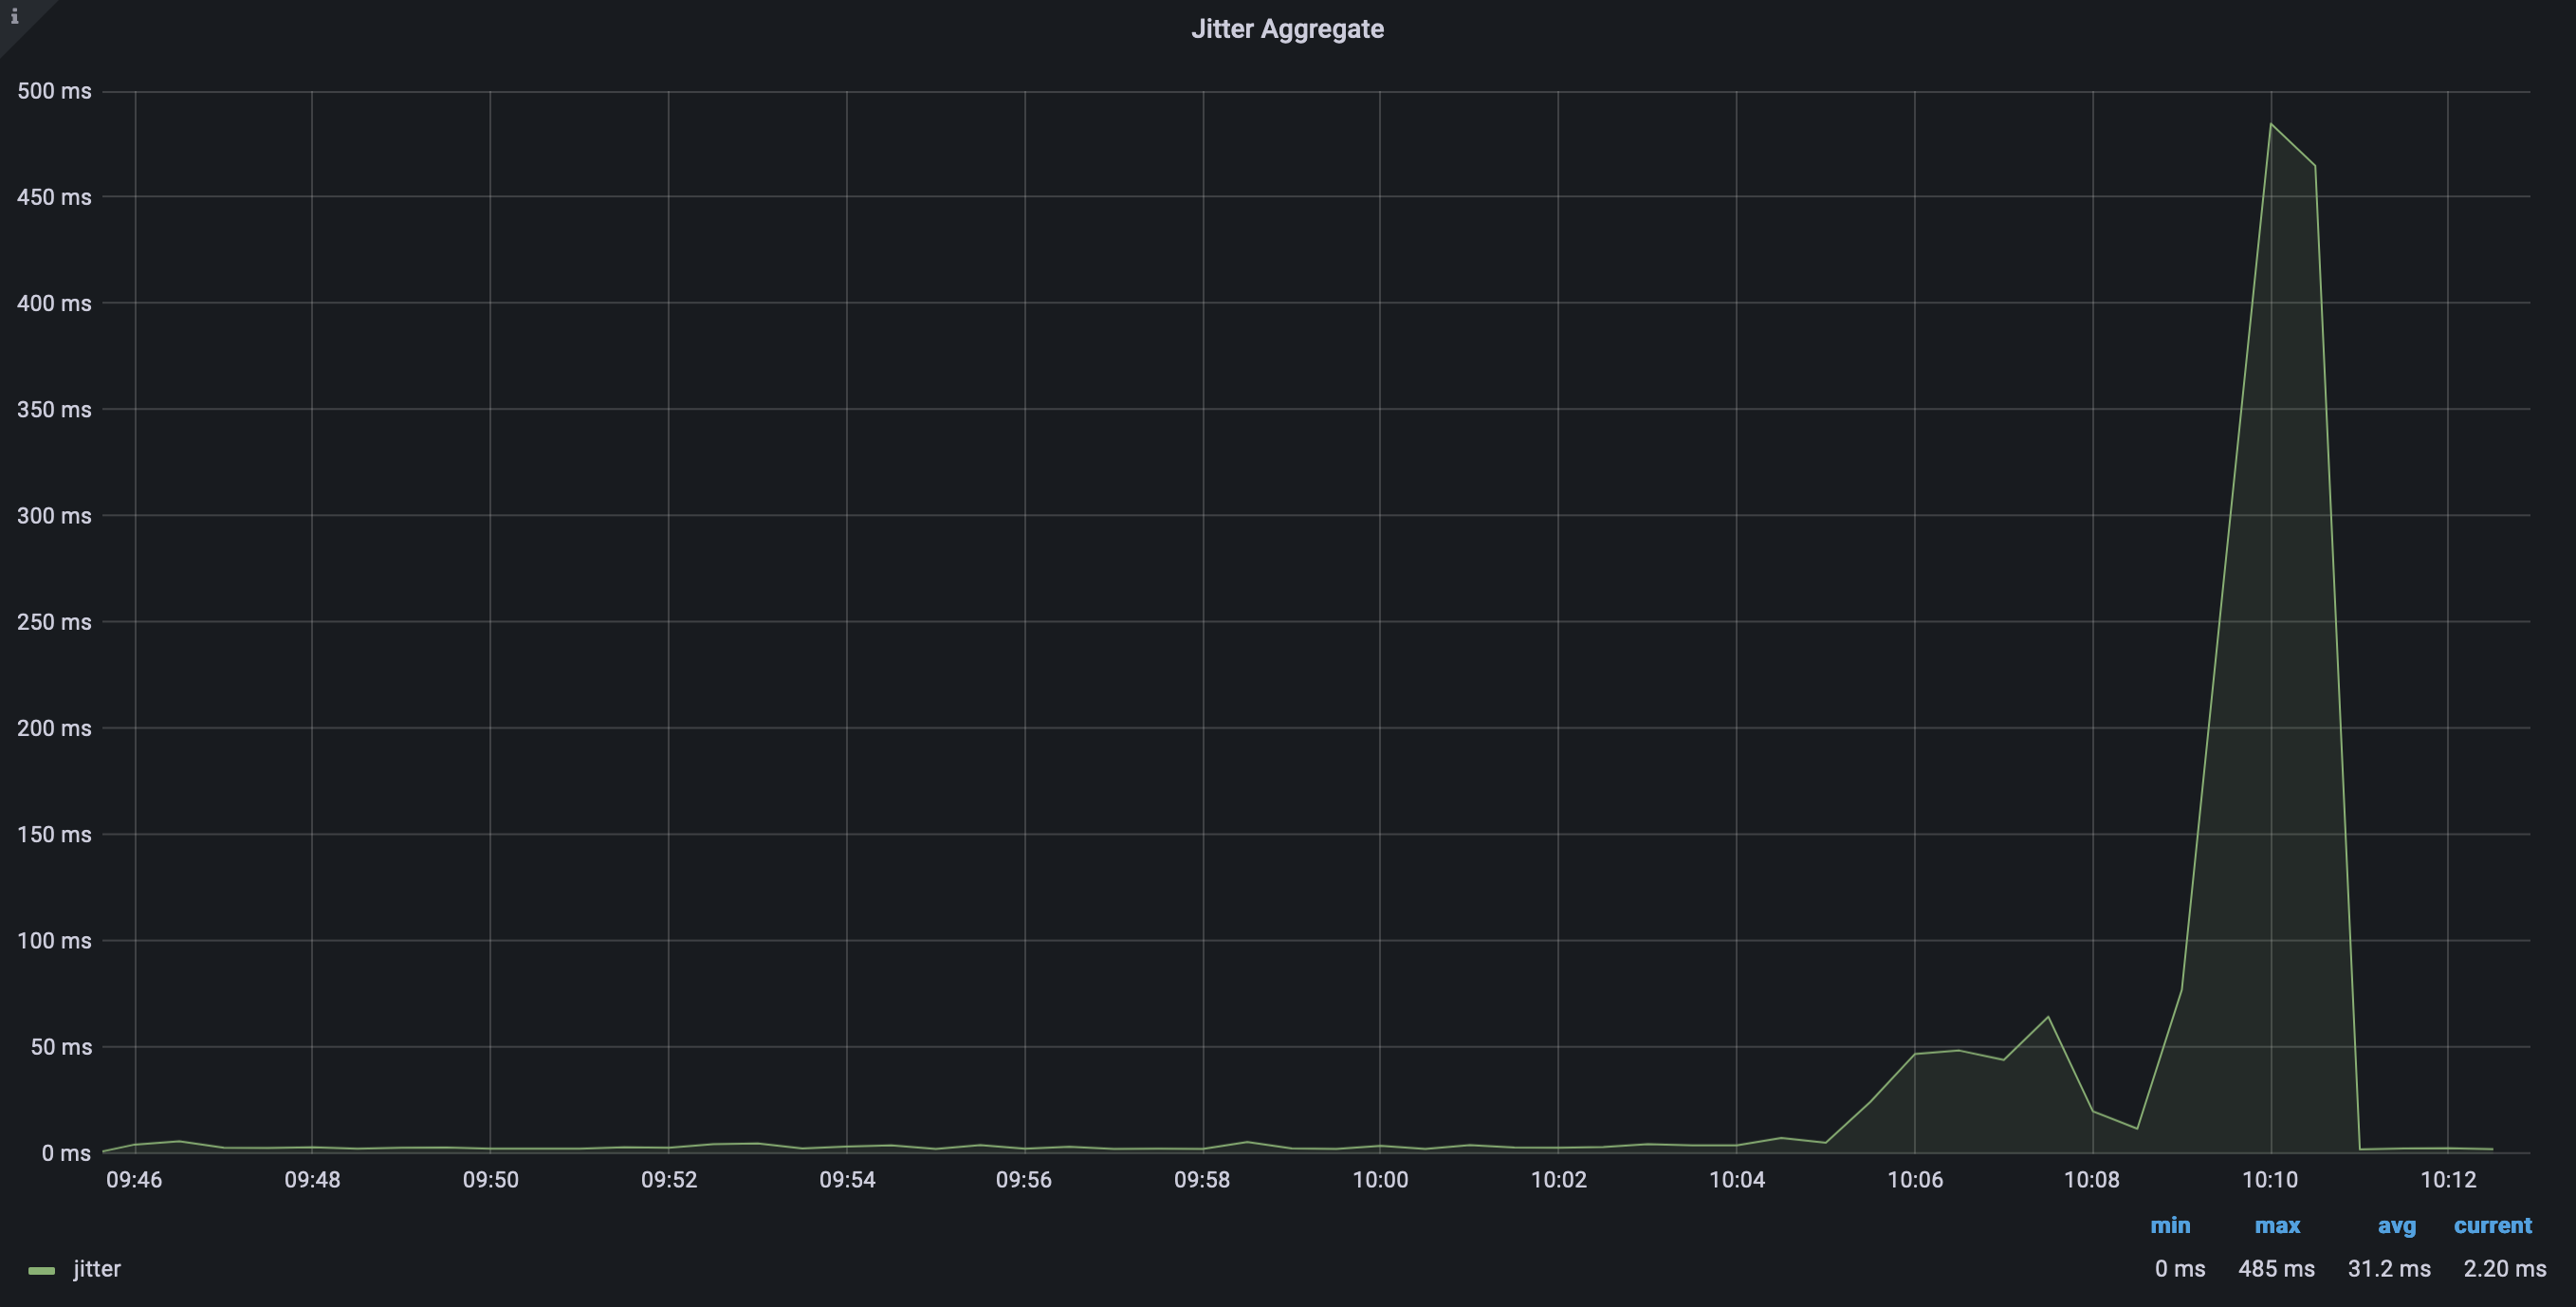 i
Jitter Aggregate
500 ms
450 ms
400 ms
350 ms
300 ms
250 ms
200 ms
150 ms
100 ms
50 ms
0 ms
09:46 09:48 09:50 09:52 09:54 09:56 09:58 10:00 10:02 10:04 10:06 10:08 10:10 10:12
min max avg current
jitter 0 ms 485 ms 31.2 ms 2.20 ms